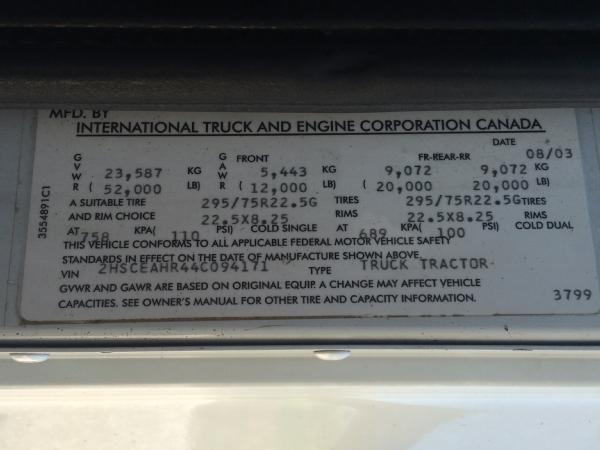 MFD. BY
INTERNATIONAL TRUCK AND ENGINE CORPORATION CANADA
DATE
GVWR GAWR FRONT FR-REAR-RR 08/03
23,587 KG 5,443 KG 9,072 9,072 KG
( 52,000 LB) ( 12,000 LB) ( 20,000 20,000 LB)
A SUITABLE TIRE 295/75R22.5G TIRES 295/75R22.5G TIRES
AND RIM CHOICE 22.5X8.25 RIMS 22.5X8.25 RIMS
AT 758 KPA( 110 PSI) COLD SINGLE AT 689 KPA( 100 PSI) COLD DUAL
THIS VEHICLE CONFORMS TO ALL APPLICABLE FEDERAL MOTOR VEHICLE SAFETY
STANDARDS IN EFFECT ON THE DATE OF MANUFACTURE SHOWN ABOVE.
VIN 2HSCEAHR44C094171 TYPE TRUCK TRACTOR
GVWR AND GAWR ARE BASED ON ORIGINAL EQUIP. A CHANGE MAY AFFECT VEHICLE
CAPACITIES. SEE OWNER'S MANUAL FOR OTHER TIRE AND CAPACITY INFORMATION.
3799
3554891C1